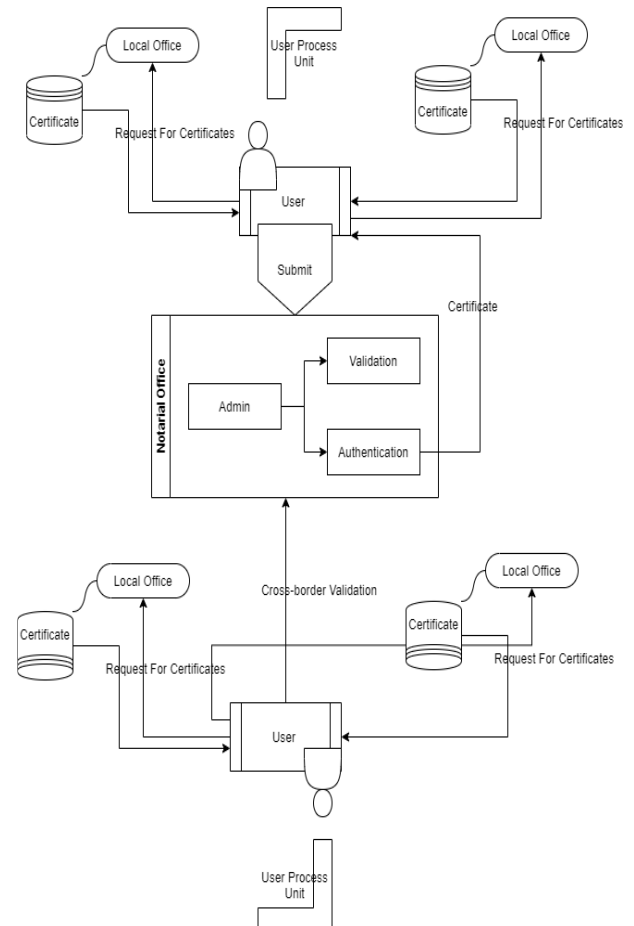 Local Office
User Process
Unit
Local Office
Certificate
Certificate
Request For Certificates
Request For Certificates
User
Submit
Certificate
Notarial Office
Validation
Admin
Authentication
Local Office
Local Office
Cross-border Validation
Certificate
Certificate
Request For Certificates
Request For Certificates
User
User Process
Unit